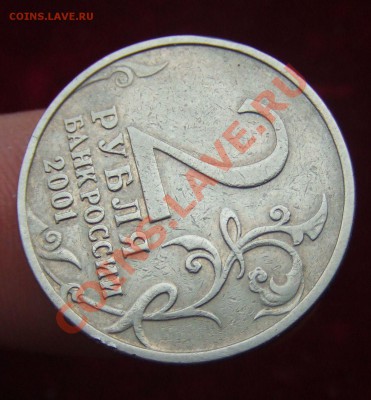 COINS.LAVE.RU
2
РУБЛЯ
БАНК РОССИИ
2001
COINS.LAVE.RU